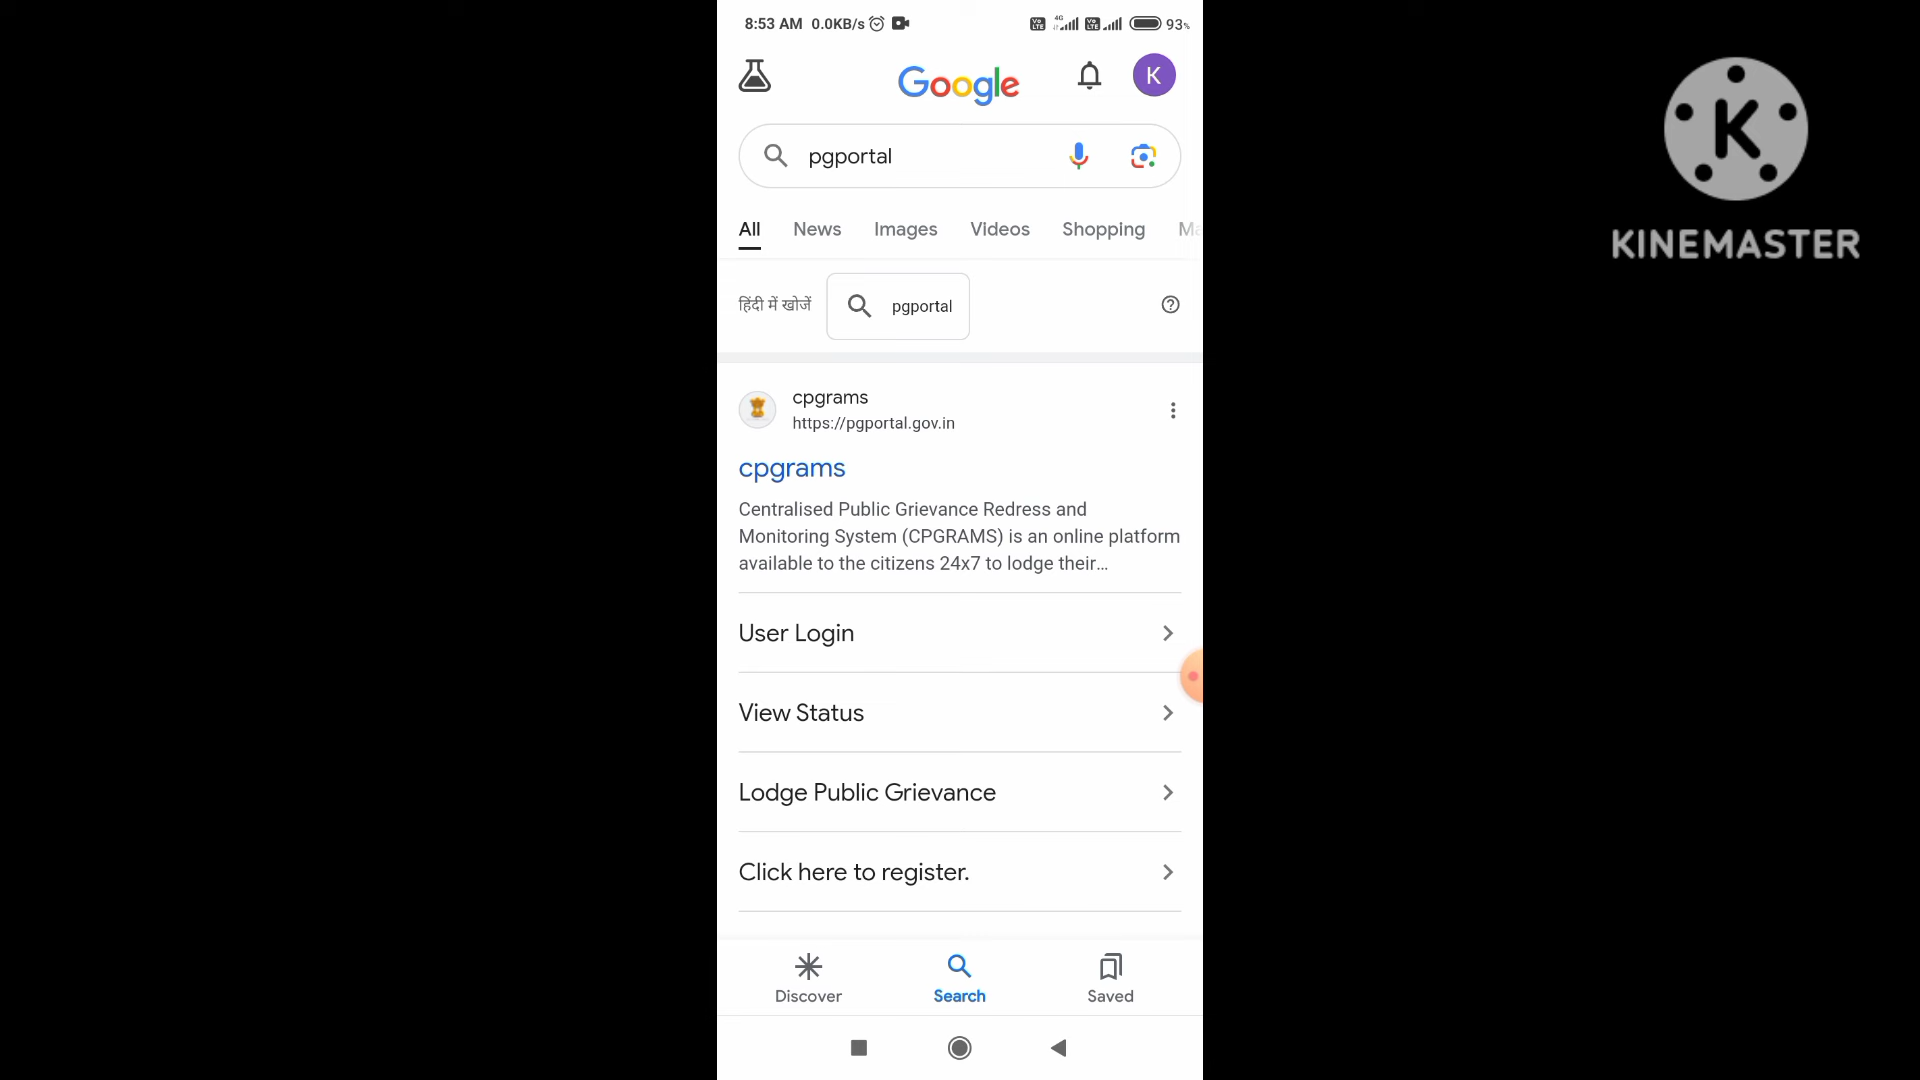 8:53 AM 0.0KB/s 4G 93%
Google
K
pgportal
All News Images Videos Shopping
हिंदी में खोजें pgportal
cpgrams
https://pgportal.gov.in
cpgrams
Centralised Public Grievance Redress and
Monitoring System (CPGRAMS) is an online platform
available to the citizens 24x7 to lodge their...
User Login
View Status
Lodge Public Grievance
Click here to register.
Discover Search Saved
K
KINEMASTER